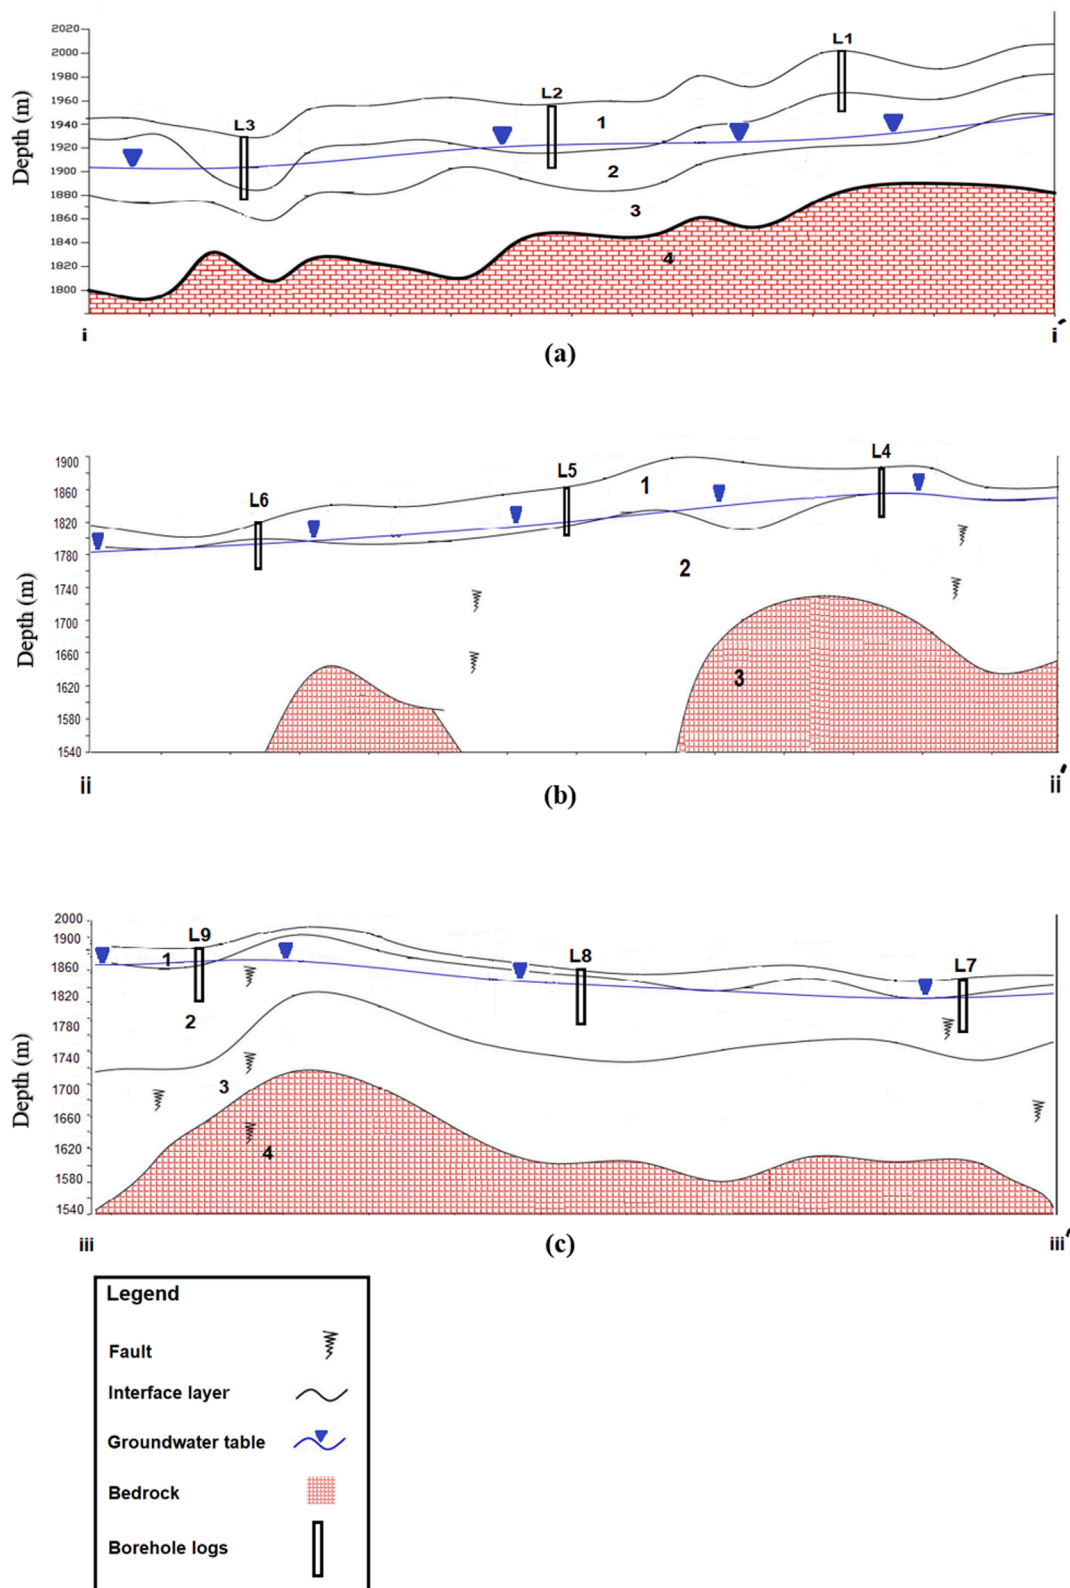 2020
2000
1980
1960
1940
1920
1900
1880
1860
1840
1820
1800
Depth (m)
L3
L2
L1
1
2
3
4
i
i'
(a)
1900
1860
1820
1780
1740
1700
1660
1620
1580
1540
Depth (m)
L6
L5
L4
1
2
3
ii
ii'
(b)
2000
1900
1860
1820
1780
1740
1700
1660
1620
1580
1540
Depth (m)
L9
L8
L7
1
2
3
4
iii
iii'
(c)
Legend
Fault
Interface layer
Groundwater table
Bedrock
Borehole logs